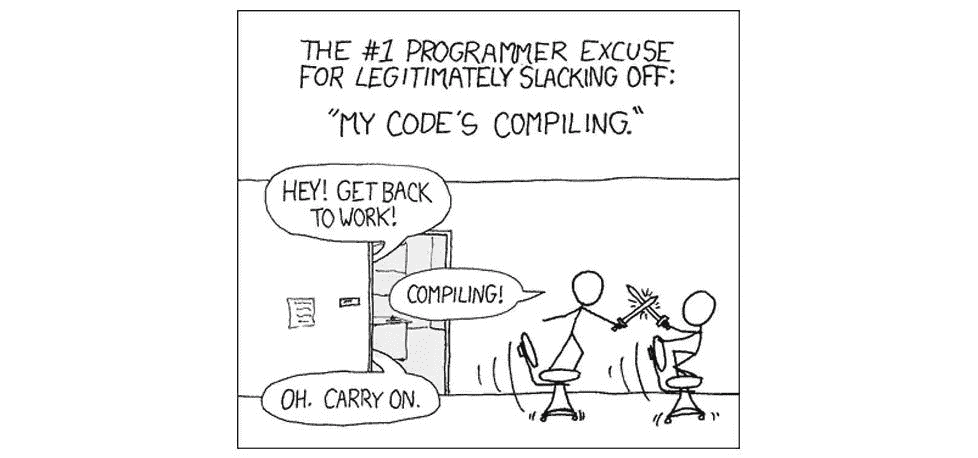 THE #1 PROGRAMMER EXCUSE
FOR LEGITIMATELY SLACKING OFF:
"MY CODE'S COMPILING."
HEY! GET BACK
TO WORK!
COMPILING!
OH. CARRY ON.